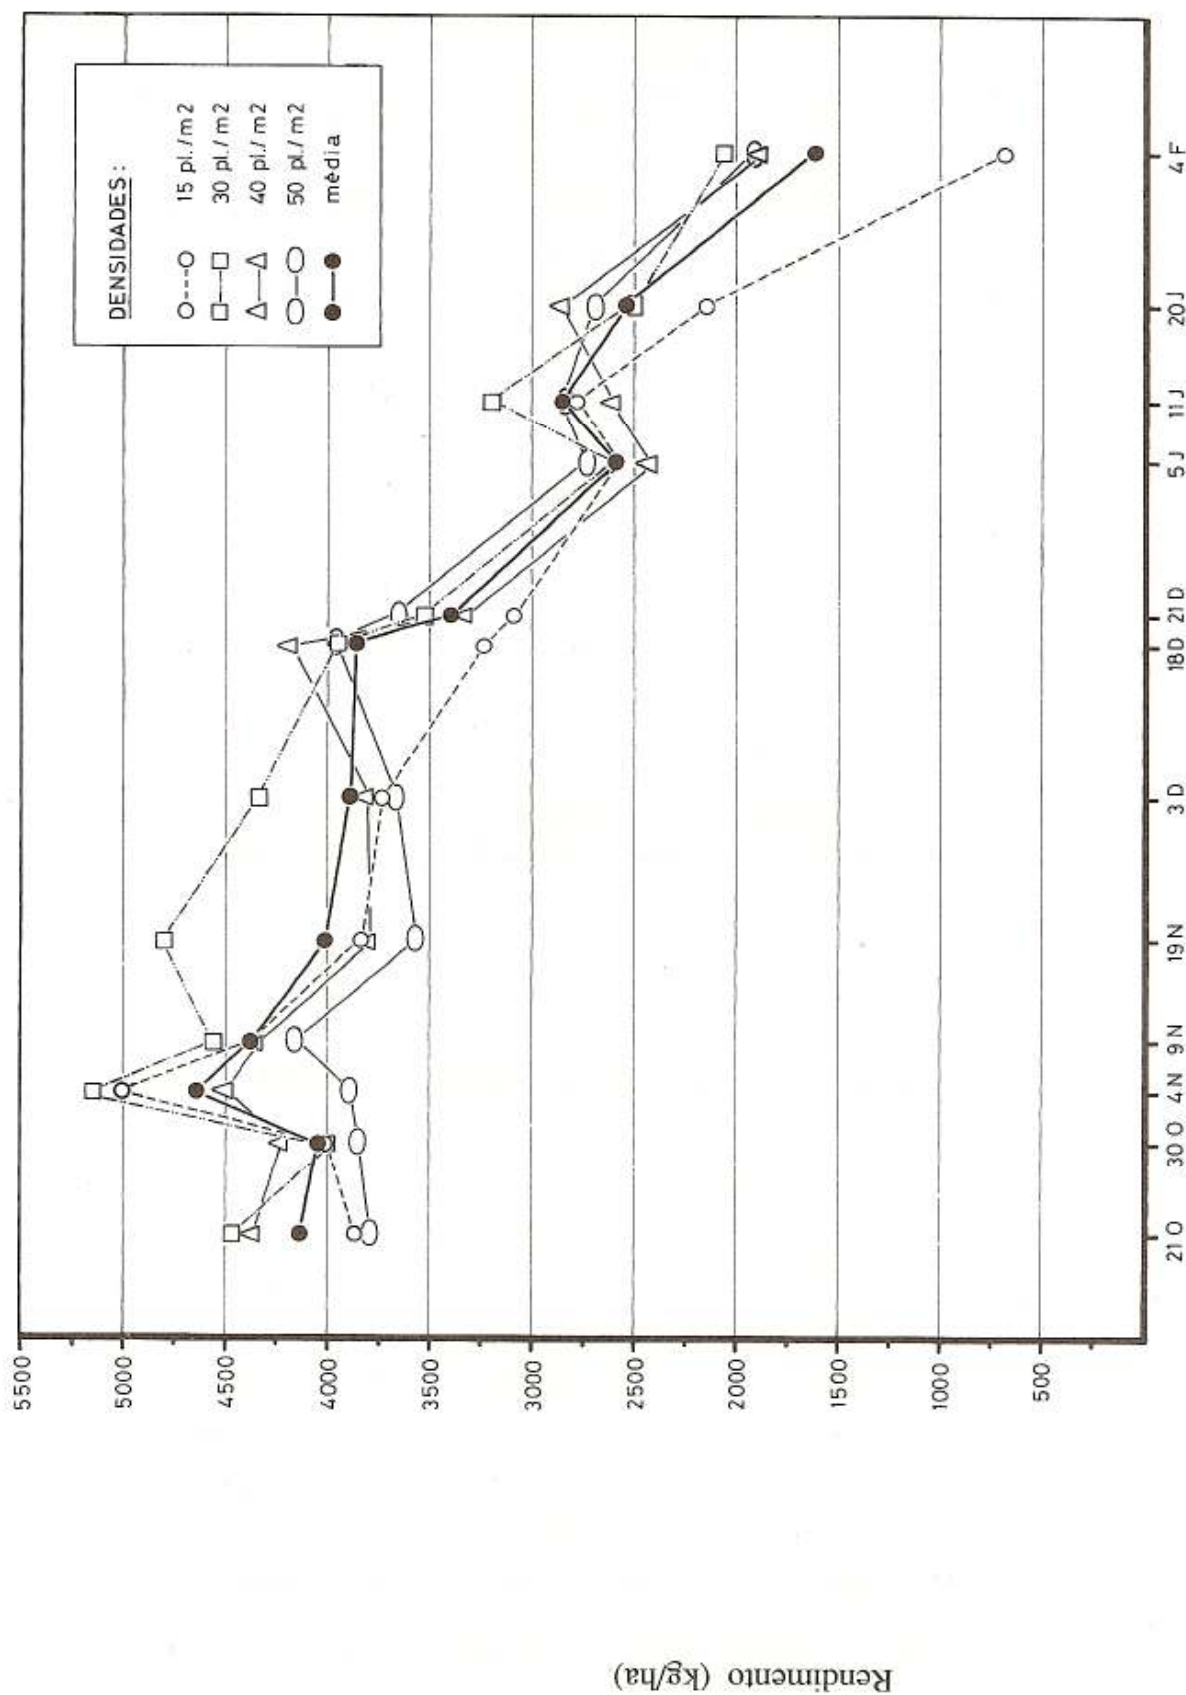 Rendimento (kg/ha)
5500
5000
4500
4000
3500
3000
2500
2000
1500
1000
500
DENSIDADES:
15 pl./m2
30 pl./m2
40 pl./m2
50 pl./m2
média
21 O
30 O
4 N
9 N
19 N
3 D
18D
21 D
5 J
11 J
20J
4 F